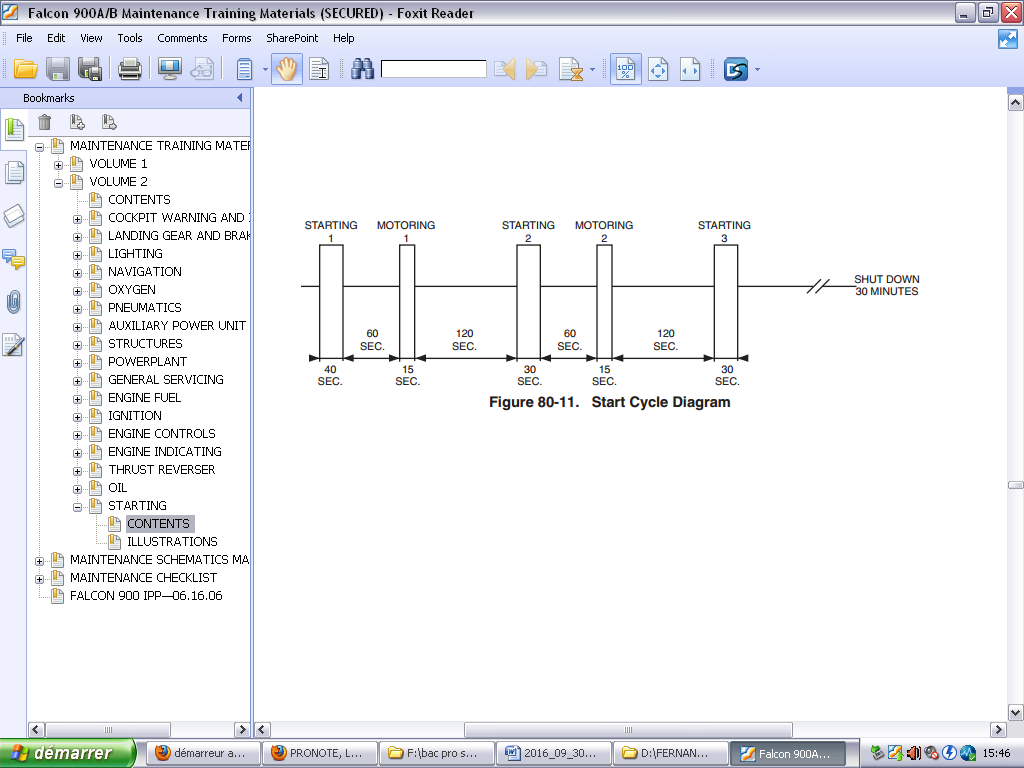 Falcon 900A/B Maintenance Training Materials (SECURED) - Foxit Reader
File Edit View Tools Comments Forms SharePoint Help
Bookmarks
MAINTENANCE TRAINING MATER
VOLUME 1
VOLUME 2
CONTENTS
COCKPIT WARNING AND
LANDING GEAR AND BRAK
LIGHTING
NAVIGATION
OXYGEN
PNEUMATICS
AUXILIARY POWER UNIT
STRUCTURES
POWERPLANT
GENERAL SERVICING
ENGINE FUEL
IGNITION
ENGINE CONTROLS
ENGINE INDICATING
THRUST REVERSER
OIL
STARTING
CONTENTS
ILLUSTRATIONS
MAINTENANCE SCHEMATICS MA
MAINTENANCE CHECKLIST
FALCON 900 IPP—06.16.06
STARTING MOTORING STARTING MOTORING STARTING
1 1 2 2 3
SHUT DOWN
30 MINUTES
60 120 60 120
SEC. SEC. SEC. SEC.
40 15 30 15 30
SEC. SEC. SEC. SEC. SEC.
Figure 80-11. Start Cycle Diagram
démarrer démarreur a... PRONOTE, L... F:\bac pro s... 2016_09_30... D:\FERNAN... Falcon 900A... 15:46